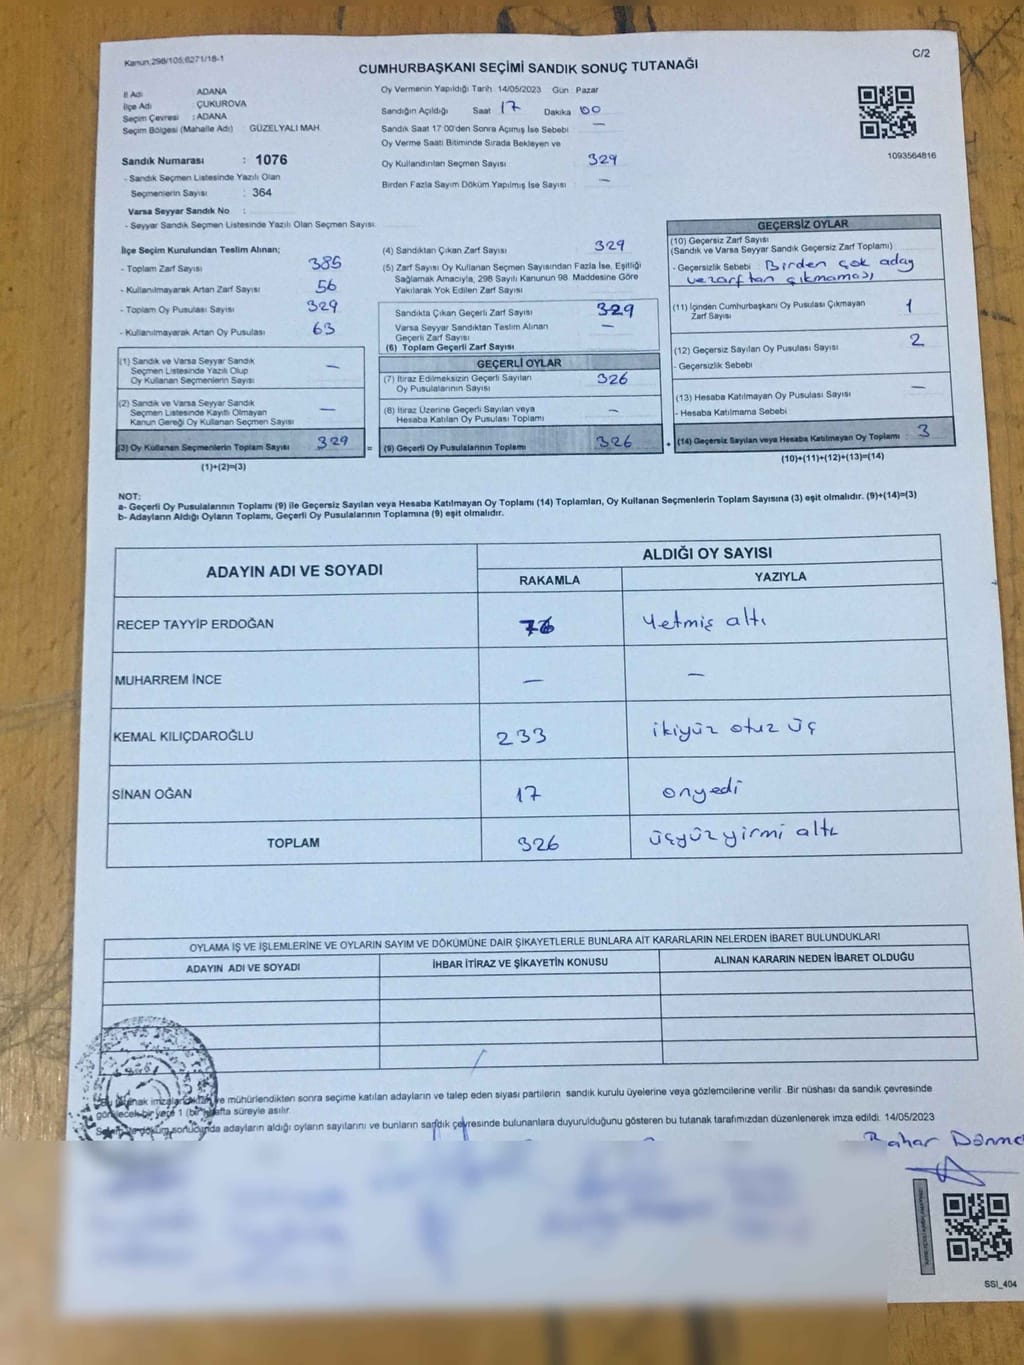 Kanun.298/105,6271/18-1
C/2
CUMHURBAŞKANI SEÇİMİ SANDIK SONUÇ TUTANAĞI
İl Adı ADANA
İlçe Adı : ÇUKUROVA
Seçim Çevresi : ADANA
Seçim Bölgesi (Mahalle Adı) GÜZELYALI MAH.
Sandık Numarası : 1076
- Sandık Seçmen Listesinde Yazılı Olan
Seçmenlerin Sayısı : 364
Varsa Seyyar Sandık No :
- Seyyar Sandık Seçmen Listesinde Yazılı Olan Seçmen Sayısı:
Oy Vermenin Yapıldığı Tarih 14/05/2023 Gün Pazar
Sandığın Açıldığı Saat 17 Dakika 00
Sandık Saat 17:00'den Sonra Açımış İse Sebebi —
Oy Verme Saati Bitiminde Sırada Bekleyen ve
Oy Kullandırılan Seçmen Sayısı 329
Birden Fazla Sayım Döküm Yapılmış İse Sayısı : —
1093564816
İlçe Seçim Kurulundan Teslim Alınan;
- Toplam Zarf Sayısı 385
- Kullanılmayarak Artan Zarf Sayısı 56
- Toplam Oy Pusulası Sayısı 329
- Kullanılmayarak Artan Oy Pusulası 63
(1) Sandık ve Varsa Seyyar Sandık
Seçmen Listesinde Yazılı Olup
Oy Kullanan Seçmenlerin Sayısı —
(2) Sandık ve Varsa Seyyar Sandık
Seçmen Listesinde Kayıtlı Olmayan
Kanun Gereği Oy Kullanan Seçmen Sayısı —
(3) Oy Kullanan Seçmenlerin Toplam Sayısı 329 =
(1)+(2)=(3)
(4) Sandıktan Çıkan Zarf Sayısı 329
(5) Zarf Sayısı Oy Kullanan Seçmen Sayısından Fazla İse, Eşitliği
Sağlamak Amacıyla, 298 Sayılı Kanunun 98. Maddesine Göre
Yakılarak Yok Edilen Zarf Sayısı
Sandıkta Çıkan Geçerli Zarf Sayısı 329
Varsa Seyyar Sandıktan Teslim Alınan
Geçerli Zarf Sayısı —
(6) Toplam Geçerli Zarf Sayısı
GEÇERLİ OYLAR
(7) İtiraz Edilmeksizin Geçerli Sayılan
Oy Pusulalarının Sayısı 326
(8) İtiraz Üzerine Geçerli Sayılan veya
Hesaba Katılan Oy Pusulası Toplamı —
(9) Geçerli Oy Pusulalarının Toplamı 326 +
GEÇERSİZ OYLAR
(10) Geçersiz Zarf Sayısı
(Sandık ve Varsa Seyyar Sandık Geçersiz Zarf Toplamı)
- Geçersizlik Sebebi Birden çok aday
ve zarftan çıkmaması
(11) İçinden Cumhurbaşkanı Oy Pusulası Çıkmayan
Zarf Sayısı 1
(12) Geçersiz Sayılan Oy Pusulası Sayısı 2
- Geçersizlik Sebebi
(13) Hesaba Katılmayan Oy Pusulası Sayısı —
- Hesaba Katılmama Sebebi
(14) Geçersiz Sayılan veya Hesaba Katılmayan Oy Toplamı 3
(10)+(11)+(12)+(13)=(14)
NOT:
a- Geçerli Oy Pusulalarının Toplamı (9) ile Geçersiz Sayılan veya Hesaba Katılmayan Oy Toplamı (14) Toplamları, Oy Kullanan Seçmenlerin Toplam Sayısına (3) eşit olmalıdır. (9)+(14)=(3)
b- Adayların Aldığı Oyların Toplamı, Geçerli Oy Pusulalarının Toplamına (9) eşit olmalıdır.
ADAYIN ADI VE SOYADI
ALDIĞI OY SAYISI
RAKAMLA YAZIYLA
RECEP TAYYİP ERDOĞAN 76 Yetmiş altı
MUHARREM İNCE — —
KEMAL KILIÇDAROĞLU 233 ikiyüz otuz üç
SİNAN OĞAN 17 onyedi
TOPLAM 326 üçyüzyirmi altı
OYLAMA İŞ VE İŞLEMLERİNE VE OYLARIN SAYIM VE DÖKÜMÜNE DAİR ŞİKAYETLERLE BUNLARA AİT KARARLARIN NELERDEN İBARET BULUNDUKLARI
ADAYIN ADI VE SOYADI İHBAR İTİRAZ VE ŞİKAYETİN KONUSU ALINAN KARARIN NEDEN İBARET OLDUĞU
tutanak imzalandıktan ve mühürlendikten sonra seçime katılan adayların ve talep eden siyasi partilerin sandık kurulu üyelerine veya gözlemcilerine verilir. Bir nüshası da sandık çevresinde
görülecek bir yere 1 (bir) hafta süreyle asılır.
döküm sonucunda adayların aldığı oyların sayılarını ve bunların sandık çevresinde bulunanlara duyurulduğunu gösteren bu tutanak tarafımızdan düzenlenerek imza edildi. 14/05/2023
Bahar
SSI_404